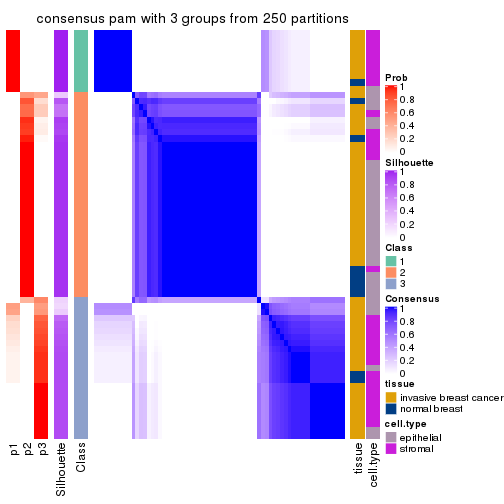 consensus pam with 3 groups from 250 partitions
Prob
1
0.8
0.6
0.4
0.2
0
Silhouette
1
0.8
0.6
0.4
0.2
0
Class
1
2
3
Consensus
1
0.8
0.6
0.4
0.2
0
tissue
invasive breast cancer
normal breast
cell.type
epithelial
stromal
p1
p2
p3
Silhouette
Class
tissue
cell.type